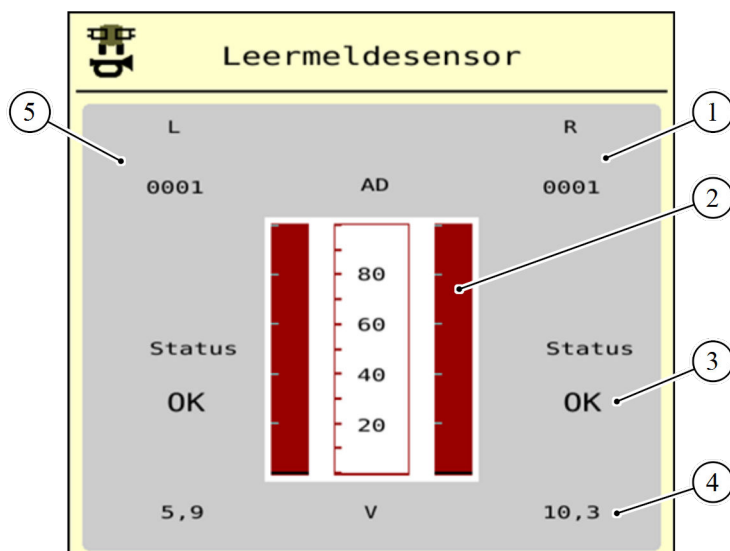 Leermeldesensor
5
L
R
1
0001
AD
0001
2
80
60
Status
Status
3
40
OK
OK
20
4
5,9
V
10,3